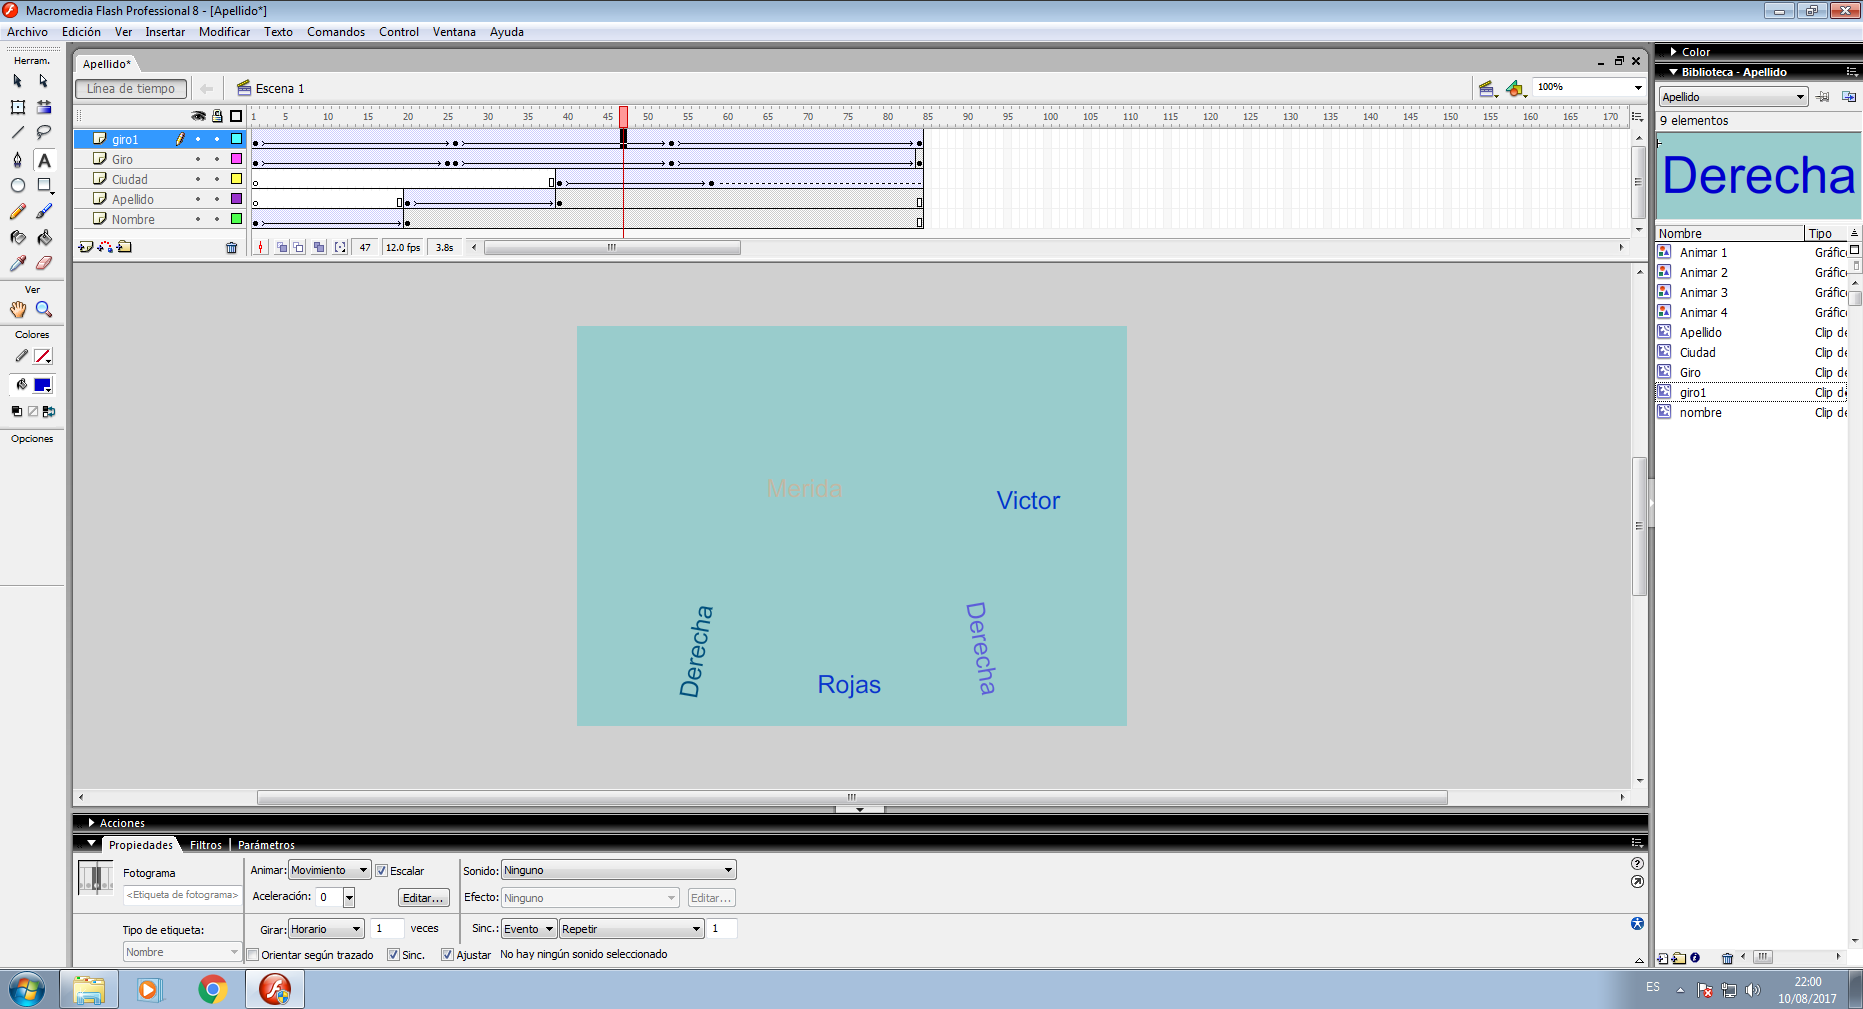 Macromedia Flash Professional 8 - [Apellido*]
Archivo Edición Ver Insertar Modificar Texto Comandos Control Ventana Ayuda
Herram.
Ver
Colores
Opciones
Apellido*
Línea de tiempo
Escena 1
100%
1 5 10 15 20 25 30 35 40 45 50 55 60 65 70 75 80 85 90 95 100 105 110 115 120 125 130 135 140 145 150 155 160 165 170
giro1
Giro
Ciudad
Apellido
Nombre
47 12.0 fps 3.8s
Merida
Victor
Derecha
Derecha
Rojas
Color
Biblioteca - Apellido
Apellido
9 elementos
Derecha
Nombre Tipo
Animar 1 Gráfic
Animar 2 Gráfic
Animar 3 Gráfic
Animar 4 Gráfic
Apellido Clip de
Ciudad Clip de
Giro Clip de
giro1 Clip de
nombre Clip de
Acciones
Propiedades Filtros Parámetros
Fotograma
<Etiqueta de fotograma>
Tipo de etiqueta:
Nombre
Animar: Movimiento Escalar
Aceleración: 0 Editar...
Girar: Horario 1 veces
Orientar según trazado Sinc. Ajustar
Sonido: Ninguno
Efecto: Ninguno Editar...
Sinc.: Evento Repetir 1
No hay ningún sonido seleccionado
ES
22:00
10/08/2017